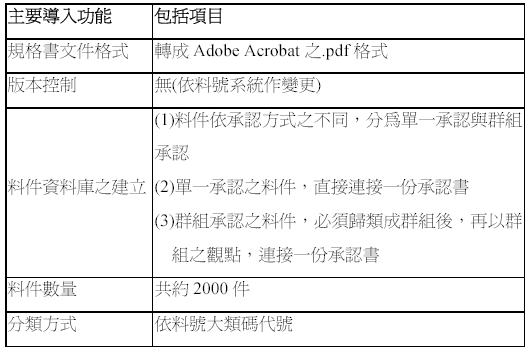 主要導入功能 包括項目
規格書文件格式 轉成 Adobe Acrobat 之.pdf 格式
版本控制 無(依料號系統作變更)
料件資料庫之建立
(1)料件依承認方式之不同，分爲單一承認與群組
承認
(2)單一承認之料件，直接連接一份承認書
(3)群組承認之料件，必須歸類成群組後，再以群
組之觀點，連接一份承認書
料件數量 共約 2000 件
分類方式 依料號大類碼代號